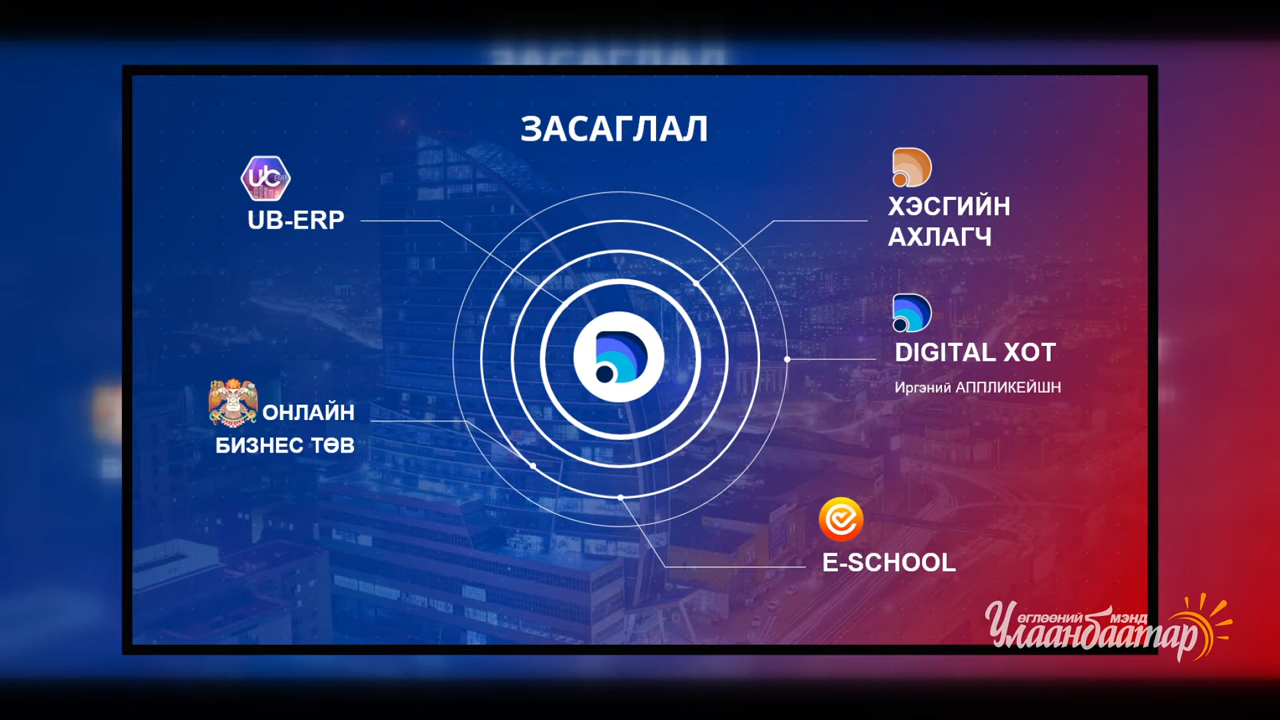 ЗАСАГЛАЛ
UB-ERP
ХЭСГИЙН
АХЛАГЧ
DIGITAL ХОТ
Иргэний АППЛИКЕЙШН
ОНЛАЙН
БИЗНЕС ТӨВ
E-SCHOOL
өглөөний мэнд
Улаанбаатар